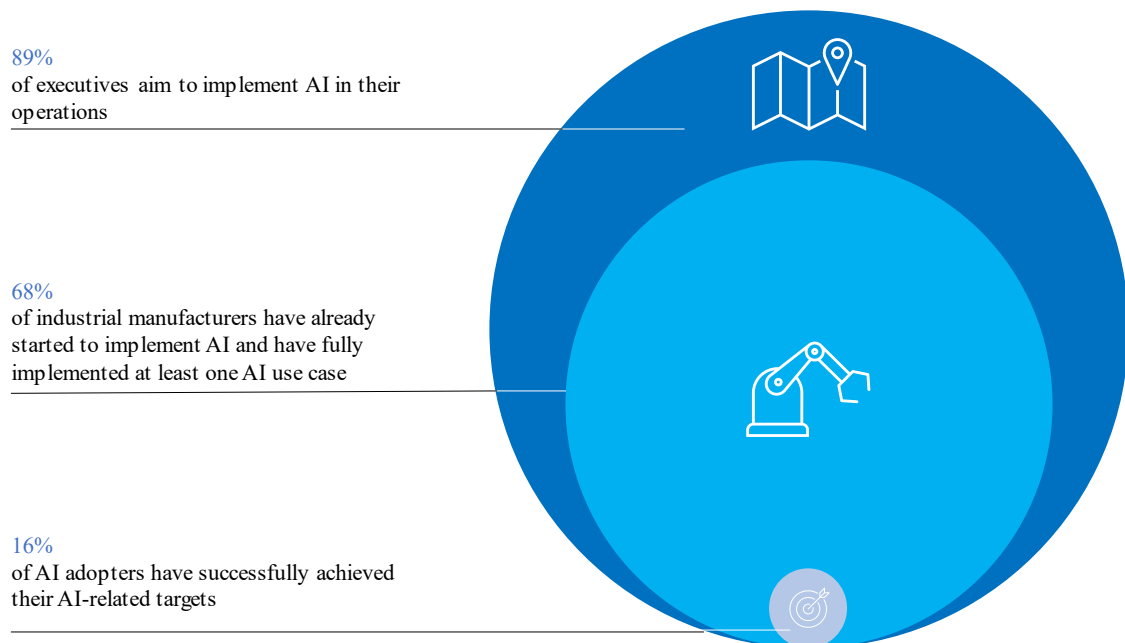 89%
of executives aim to implement AI in their
operations
68%
of industrial manufacturers have already
started to implement AI and have fully
implemented at least one AI use case
16%
of AI adopters have successfully achieved
their AI-related targets